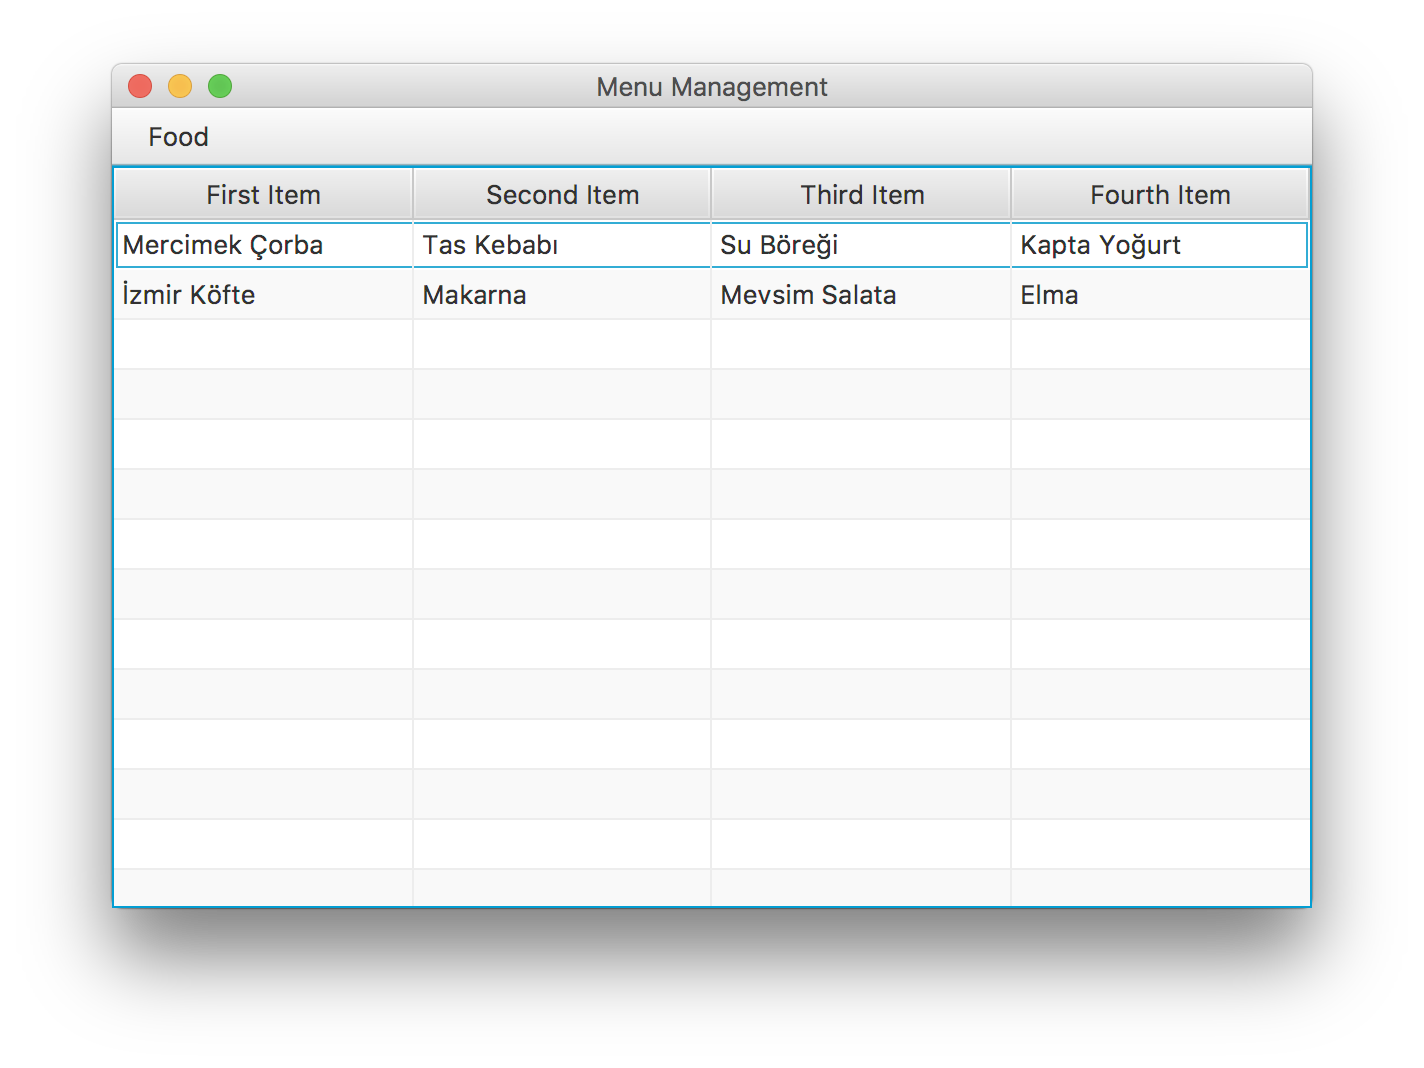 Menu Management
Food
First Item Second Item Third Item Fourth Item
Mercimek Çorba Tas Kebabı Su Böreği Kapta Yoğurt
İzmir Köfte Makarna Mevsim Salata Elma